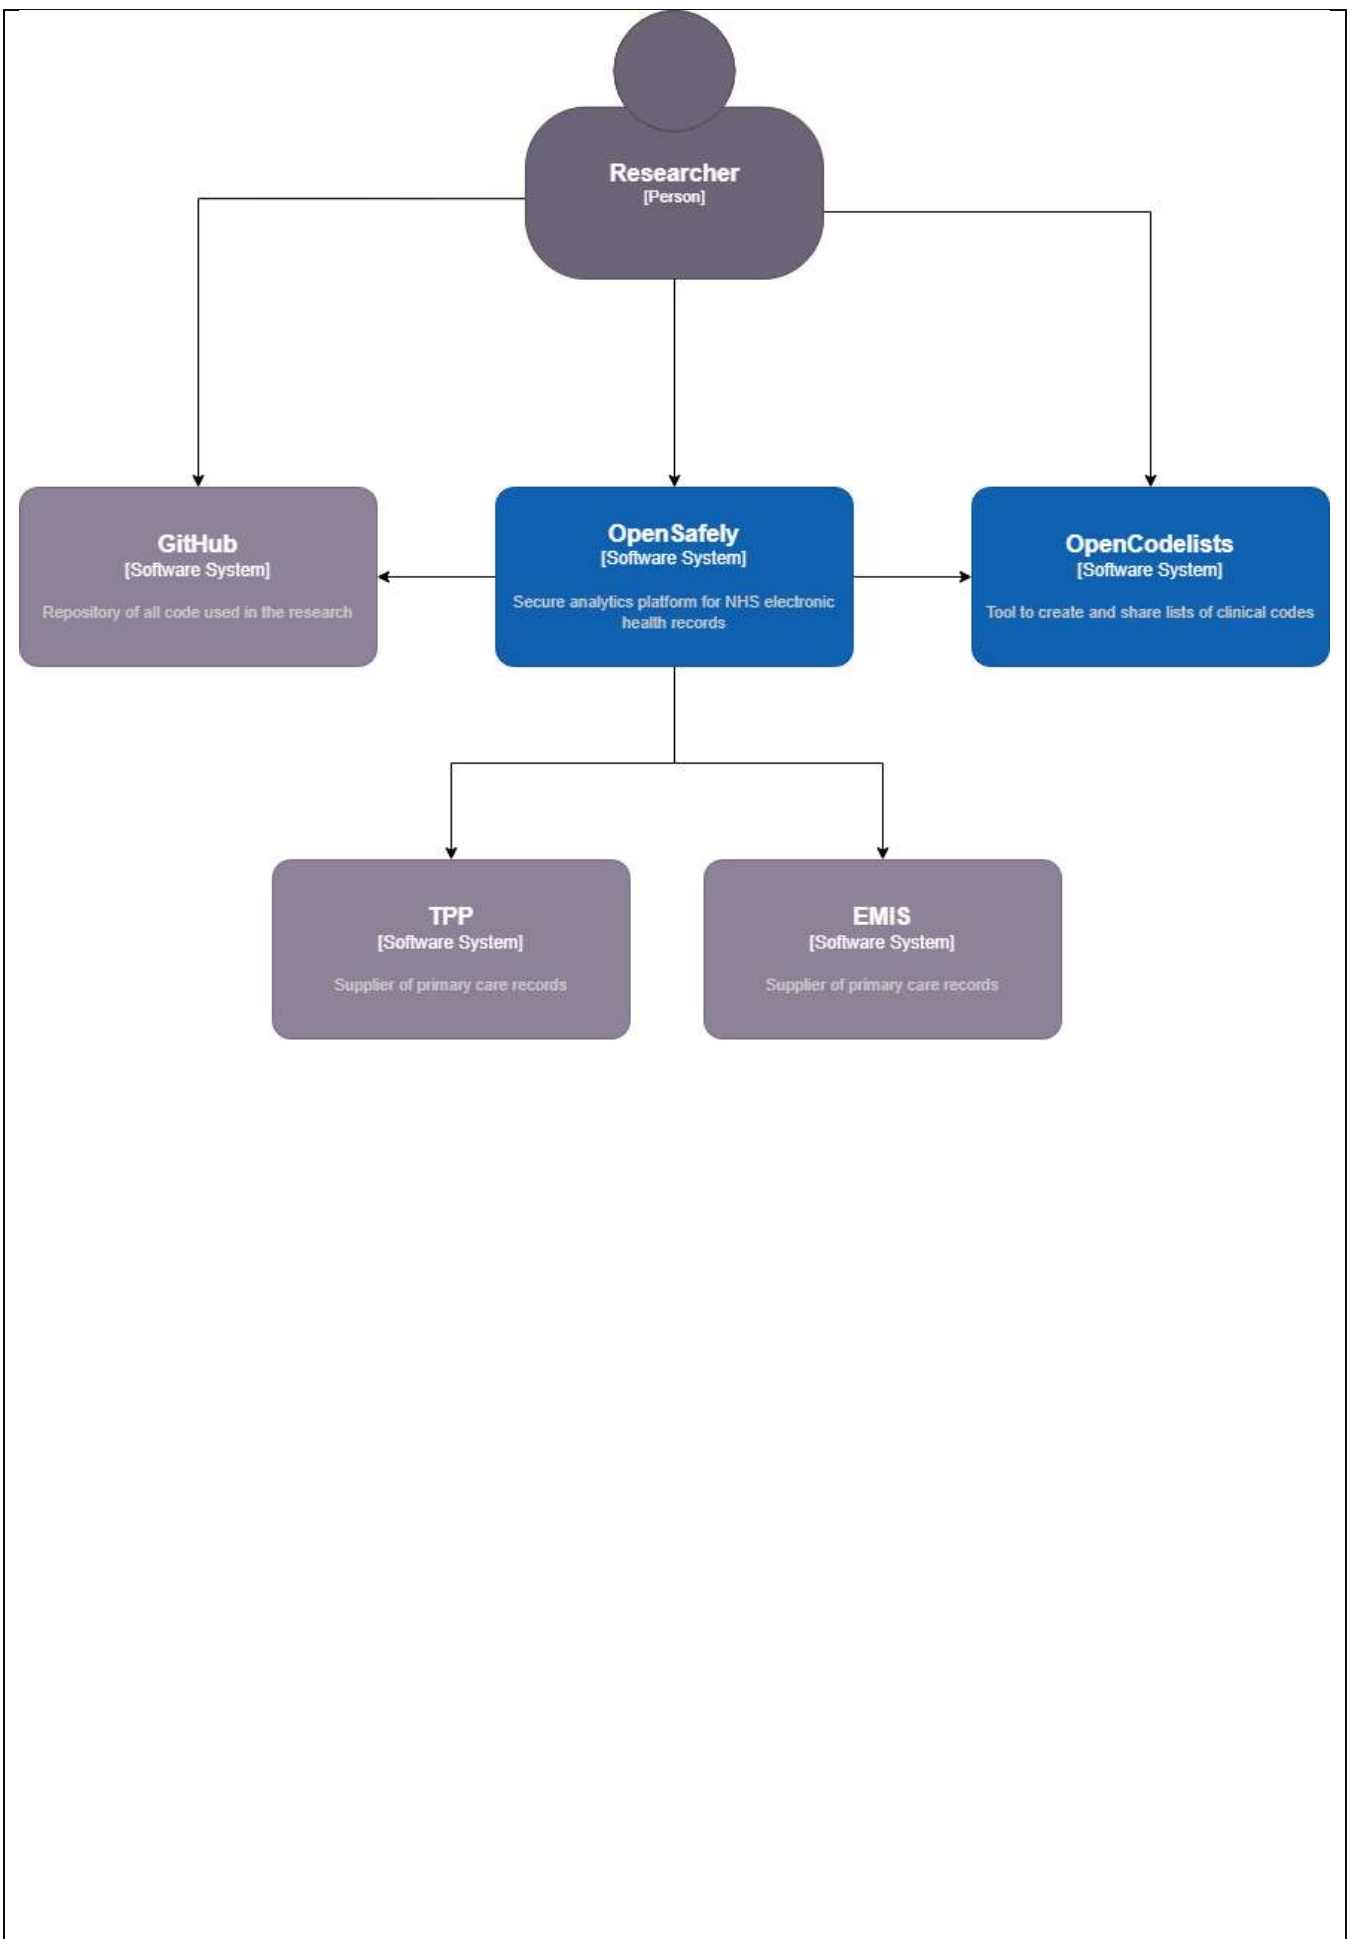 Researcher
[Person]
GitHub
[Software System]
Repository of all code used in the research
OpenSafely
[Software System]
Secure analytics platform for NHS electronic
health records
OpenCodelists
[Software System]
Tool to create and share lists of clinical codes
TPP
[Software System]
Supplier of primary care records
EMIS
[Software System]
Supplier of primary care records